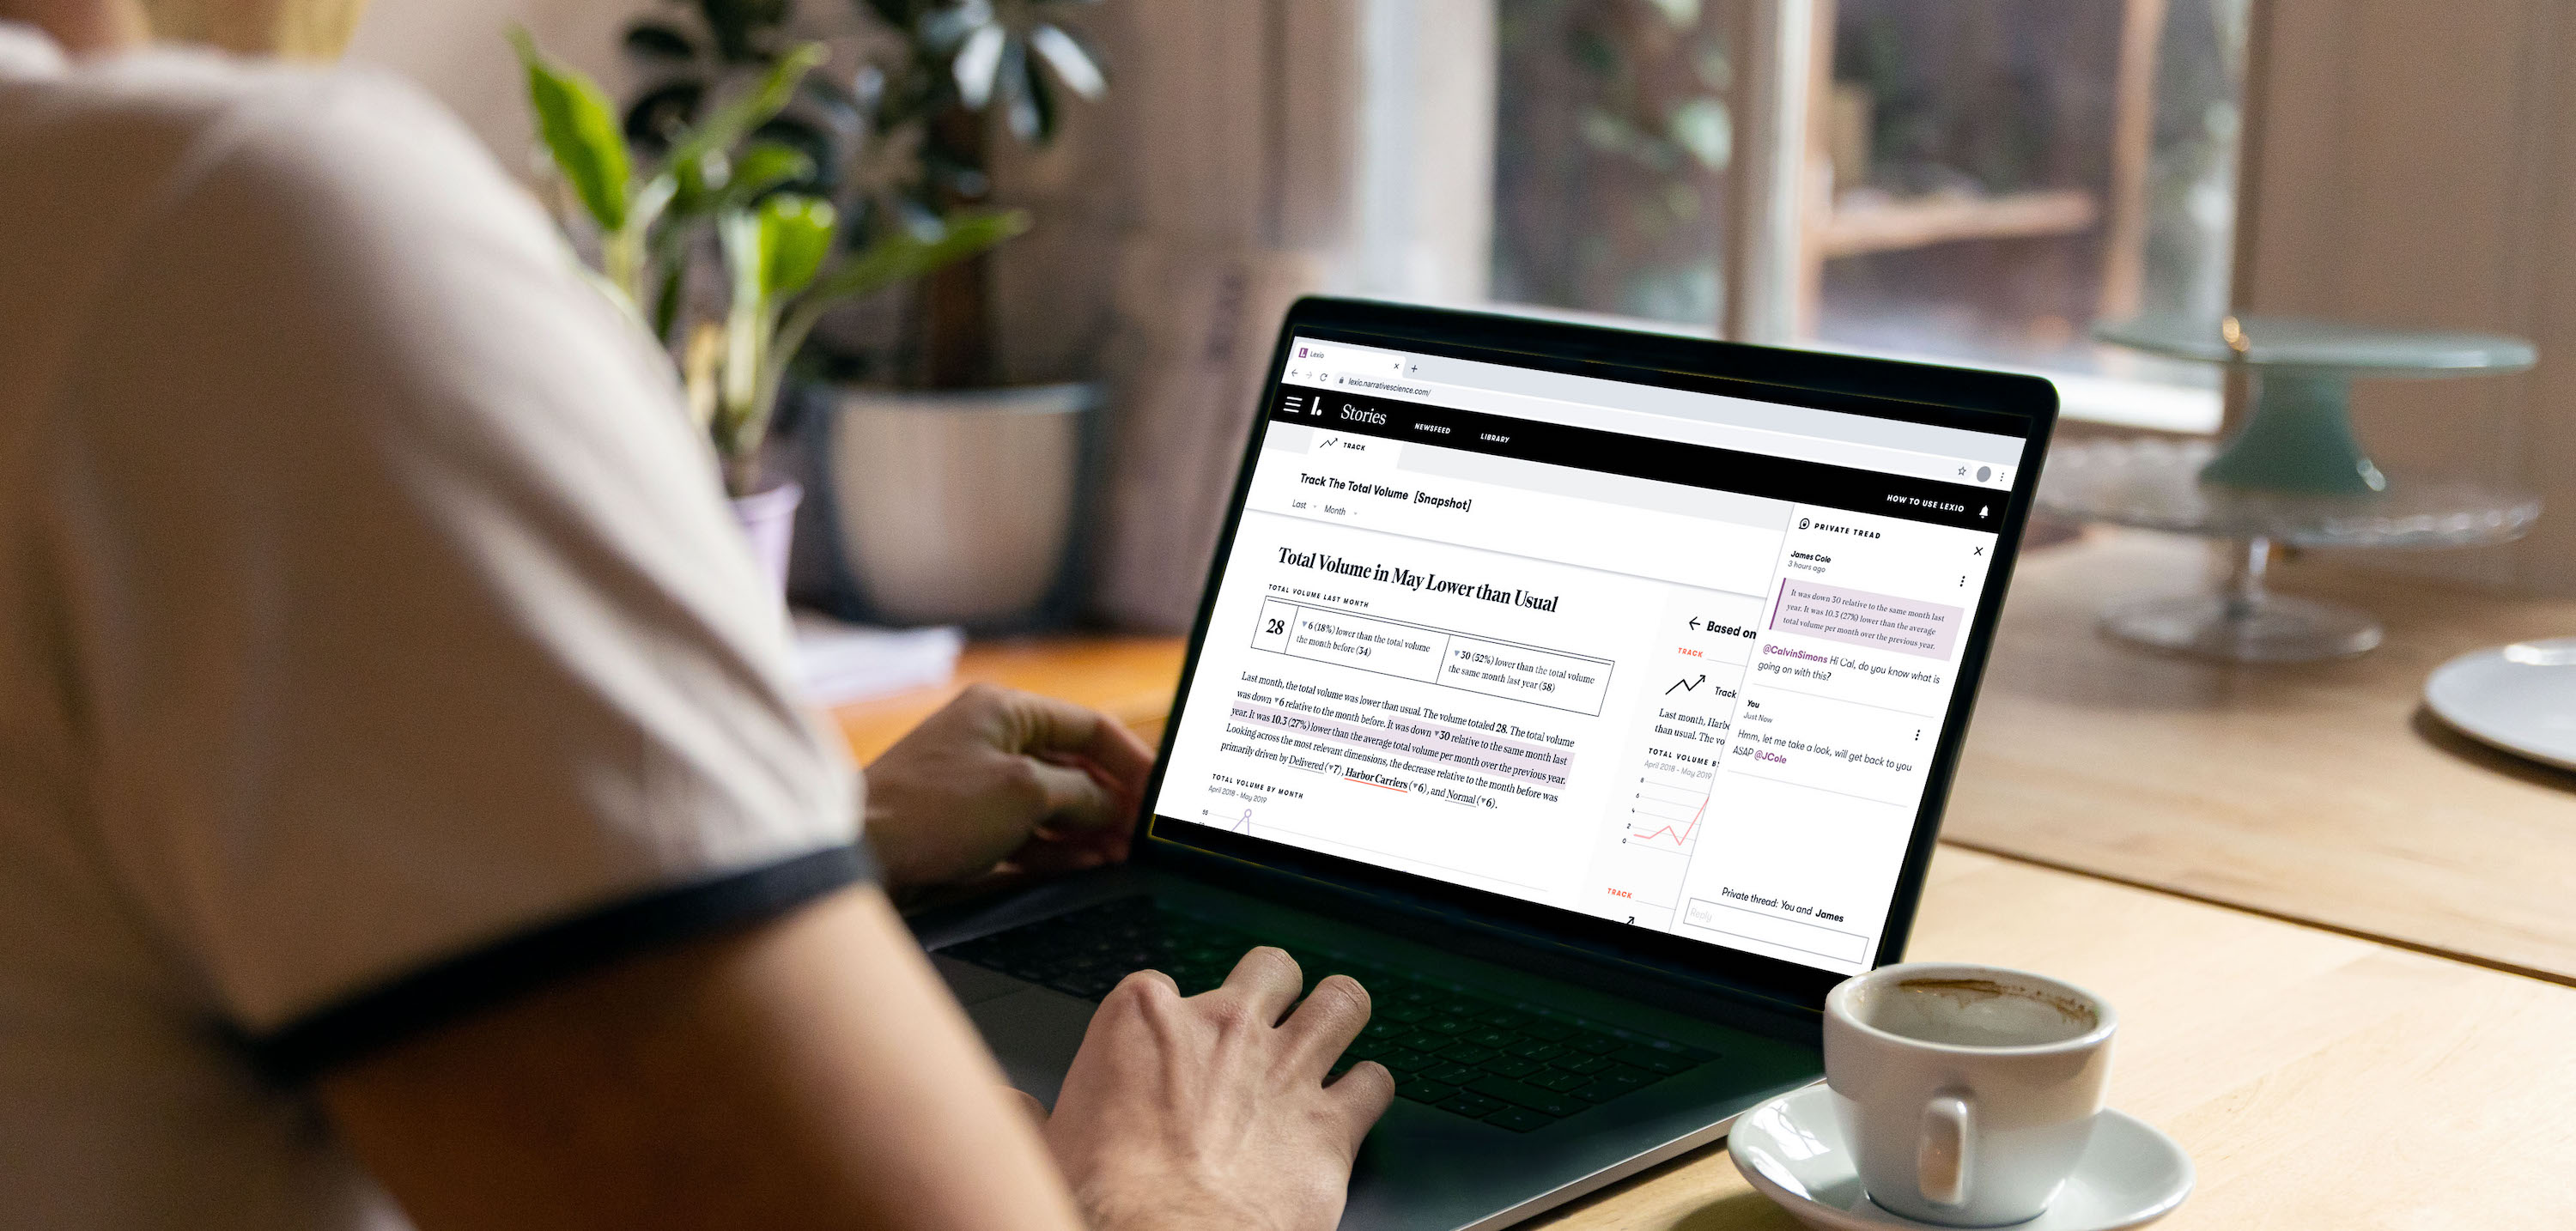 Lexio
lexio.narrativescience.com/
Stories NEWSFEED LIBRARY
HOW TO USE LEXIO
TRACK
Track The Total Volume [Snapshot]
Last Month
Total Volume in May Lower than Usual
TOTAL VOLUME LAST MONTH
28
▼6 (18%) lower than the total volume
the month before (34)
▼30 (52%) lower than the total volume
the same month last year (58)
Last month, the total volume was lower than usual. The volume totaled 28. The total volume
was down ▼6 relative to the month before. It was down ▼30 relative to the same month last
year. It was 10.3 (27%) lower than the average total volume per month over the previous year.
Looking across the most relevant dimensions, the decrease relative to the month before was
primarily driven by Delivered (▼7), Harbor Carriers (▼6), and Normal (▼6).
TOTAL VOLUME BY MONTH
April 2018 - May 2019
Based on
TRACK
Track
Last month, Harb
than usual. The vo
TOTAL VOLUME B
April 2018 - May 2019
8
6
4
2
0
TRACK
PRIVATE TREAD
James Cole
3 hours ago
It was down 30 relative to the same month last
year. It was 10.3 (27%) lower than the average
total volume per month over the previous year.
@CalvinSimons Hi Cal, do you know what is
going on with this?
You
Just Now
Hmm, let me take a look, will get back to you
ASAP @JCole
Private thread: You and James
Reply